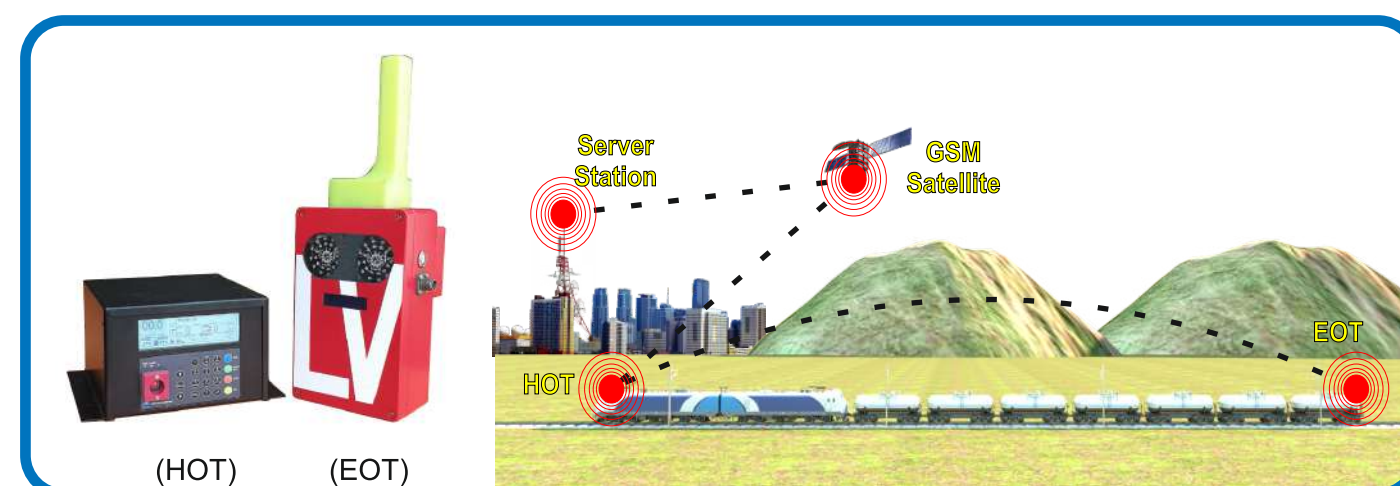 LV
(HOT)
(EOT)
Server
Station
GSM
Satellite
HOT
EOT